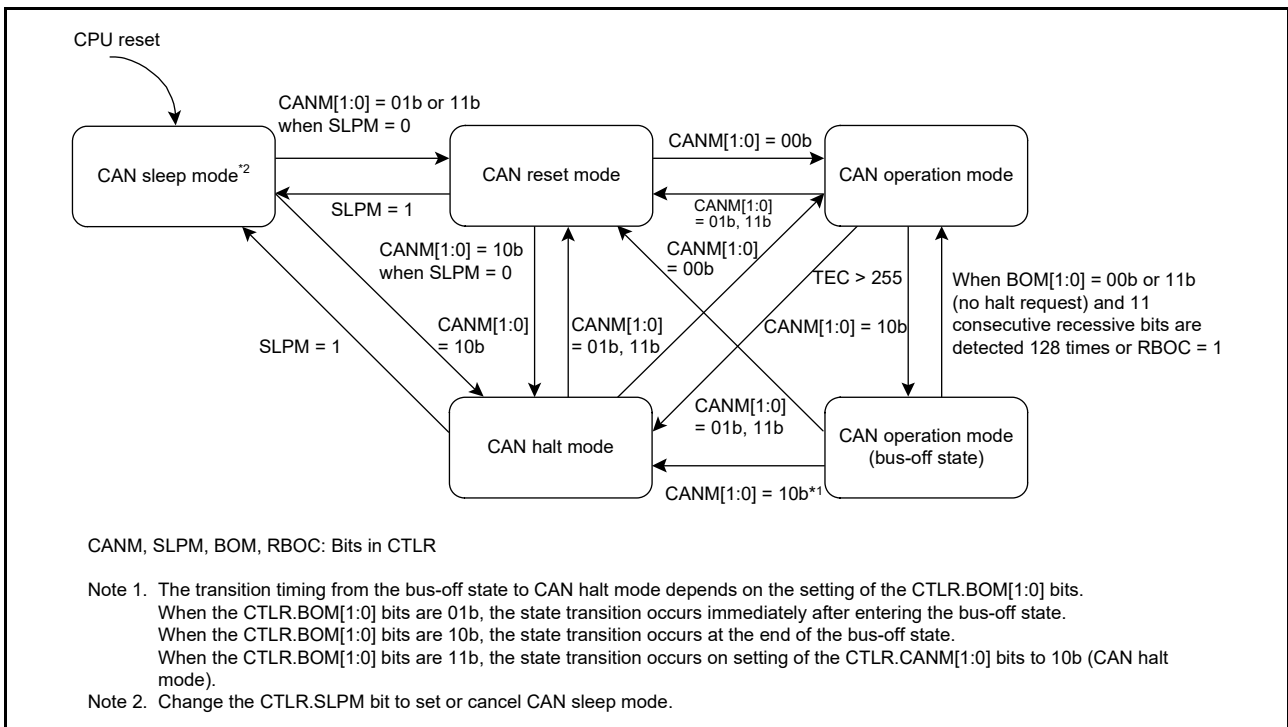 CPU reset
CANM[1:0] = 01b or 11b
when SLPM = 0
CANM[1:0] = 00b
CAN sleep mode*2
CAN reset mode
CAN operation mode
SLPM = 1
CANM[1:0]
= 01b, 11b
CANM[1:0] = 10b
when SLPM = 0
CANM[1:0]
= 00b
TEC > 255
When BOM[1:0] = 00b or 11b
(no halt request) and 11
consecutive recessive bits are
detected 128 times or RBOC = 1
SLPM = 1
CANM[1:0]
= 10b
CANM[1:0]
= 01b, 11b
CANM[1:0] = 10b
CANM[1:0]
= 01b, 11b
CAN halt mode
CAN operation mode
(bus-off state)
CANM[1:0] = 10b*1
CANM, SLPM, BOM, RBOC: Bits in CTLR
Note 1. The transition timing from the bus-off state to CAN halt mode depends on the setting of the CTLR.BOM[1:0] bits.
When the CTLR.BOM[1:0] bits are 01b, the state transition occurs immediately after entering the bus-off state.
When the CTLR.BOM[1:0] bits are 10b, the state transition occurs at the end of the bus-off state.
When the CTLR.BOM[1:0] bits are 11b, the state transition occurs on setting of the CTLR.CANM[1:0] bits to 10b (CAN halt
mode).
Note 2. Change the CTLR.SLPM bit to set or cancel CAN sleep mode.